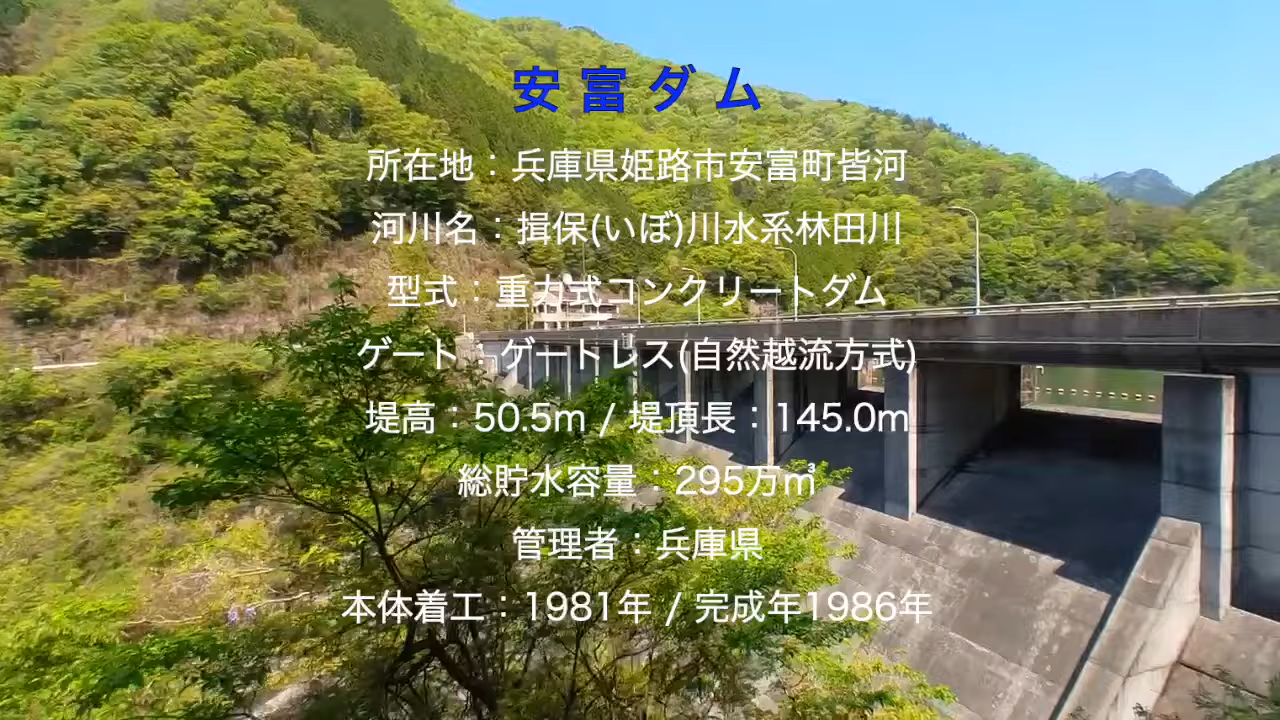 安富ダム
所在地：兵庫県姫路市安富町皆河
河川名：揖保(いぼ)川水系林田川
型式：重力式コンクリートダム
ゲート：ゲートレス(自然越流方式)
堤高：50.5m / 堤頂長：145.0m
総貯水容量：295万㎥
管理者：兵庫県
本体着工：1981年 / 完成年1986年